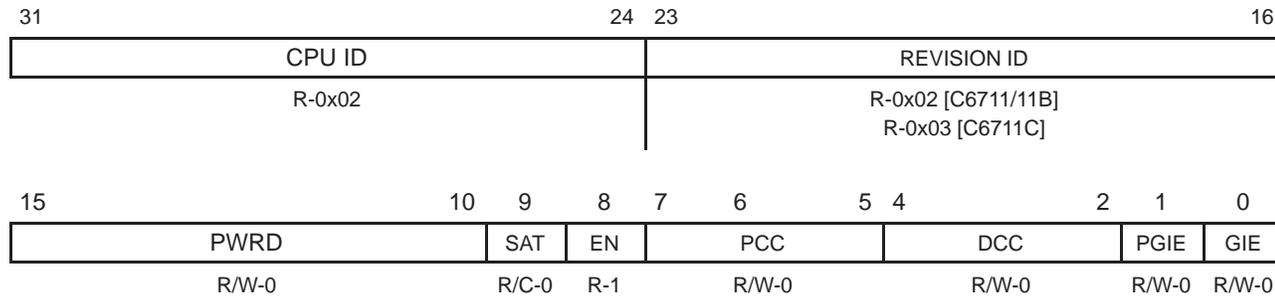 31 24 23 16
CPU ID REVISION ID
R-0x02 R-0x02 [C6711/11B]
R-0x03 [C6711C]
15 10 9 8 7 6 5 4 2 1 0
PWRD SAT EN PCC DCC PGIE GIE
R/W-0 R/C-0 R-1 R/W-0 R/W-0 R/W-0 R/W-0